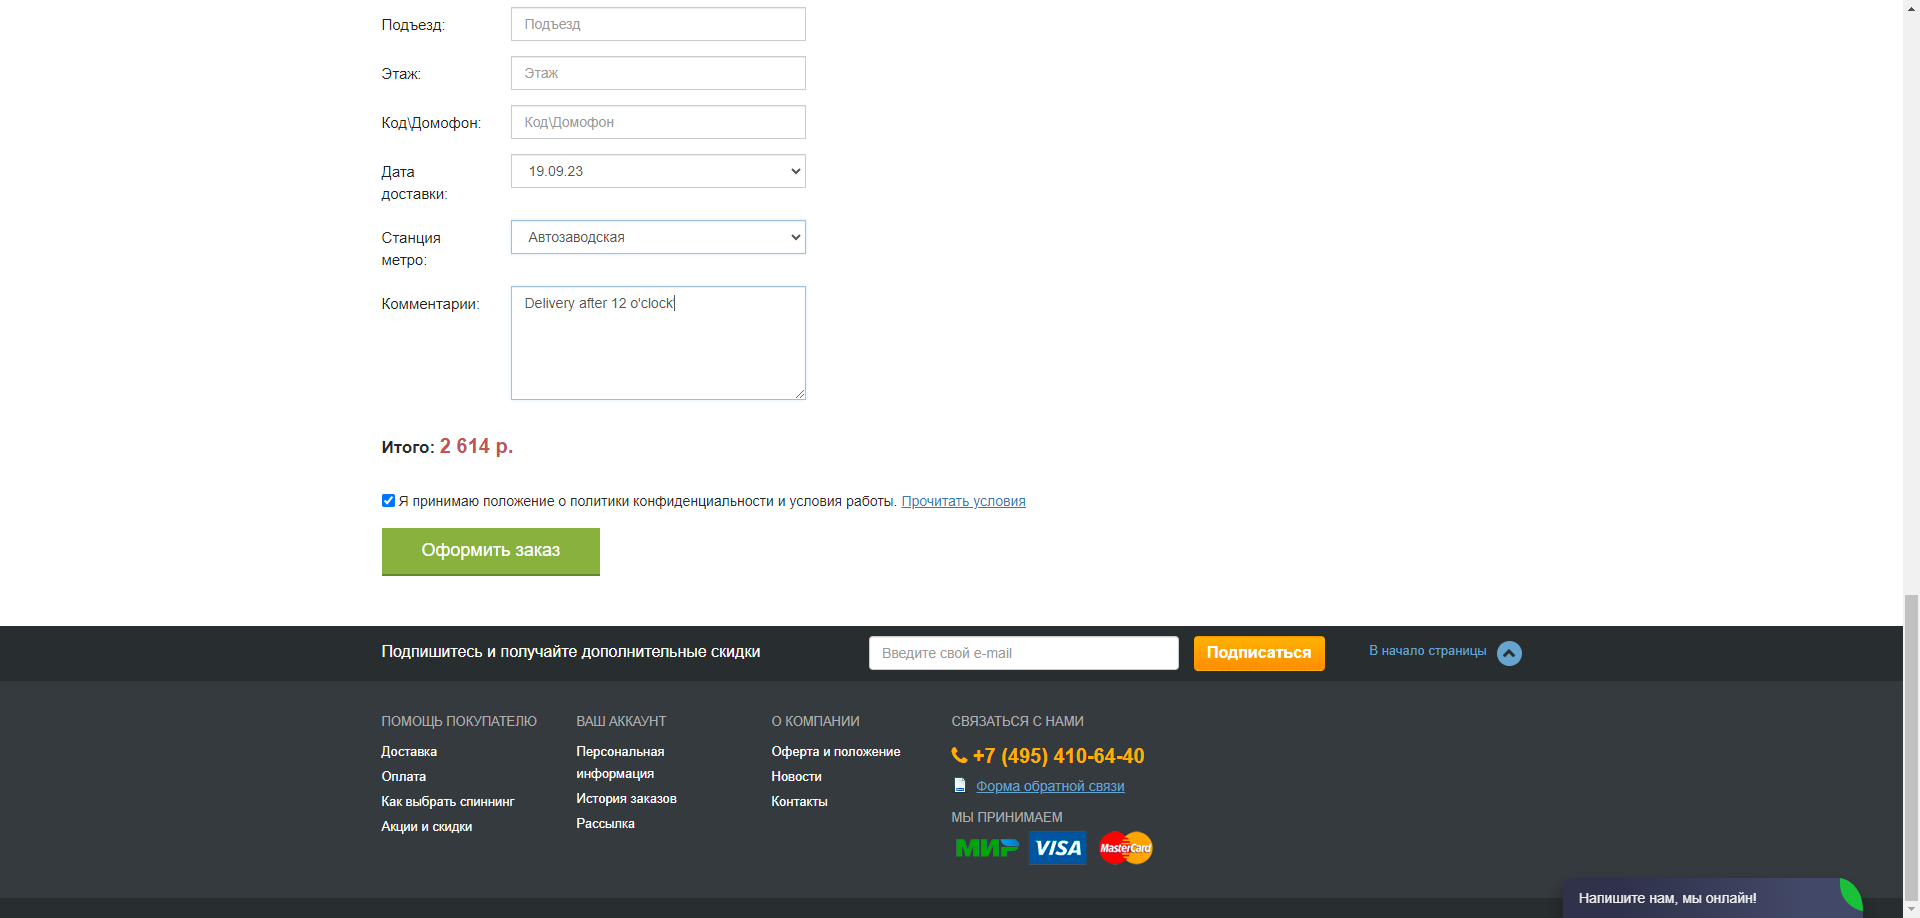 Подъезд:
Подъезд
Этаж:
Этаж
Код\Домофон:
Код\Домофон
Дата
доставки:
19.09.23
Станция
метро:
Автозаводская
Комментарии:
Delivery after 12 o'clock
Итого: 2 614 р.
Я принимаю положение о политики конфиденциальности и условия работы. Прочитать условия
Оформить заказ
Подпишитесь и получайте дополнительные скидки
Введите свой e-mail
Подписаться
В начало страницы
ПОМОЩЬ ПОКУПАТЕЛЮ
Доставка
Оплата
Как выбрать спиннинг
Акции и скидки
ВАШ АККАУНТ
Персональная
информация
История заказов
Рассылка
О КОМПАНИИ
Оферта и положение
Новости
Контакты
СВЯЗАТЬСЯ С НАМИ
+7 (495) 410-64-40
Форма обратной связи
МЫ ПРИНИМАЕМ
МИР VISA MasterCard
Напишите нам, мы онлайн!